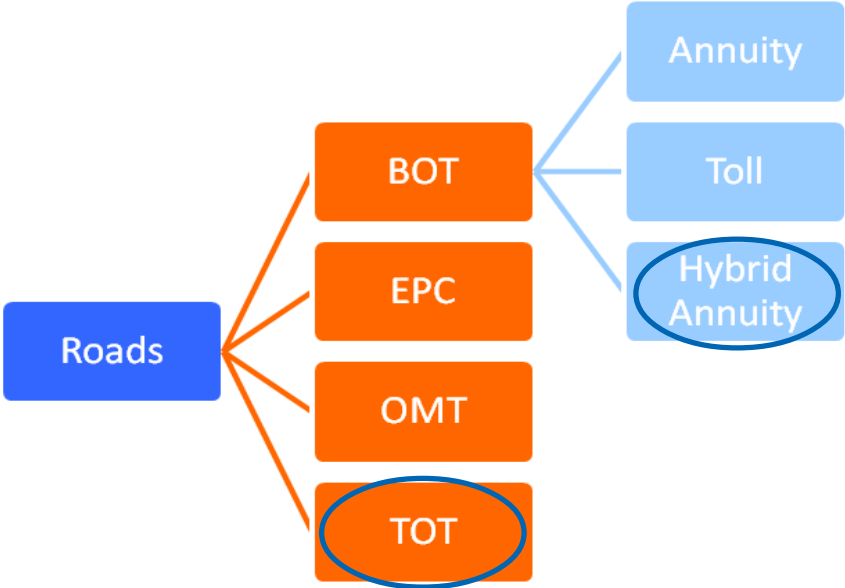 Roads
BOT
EPC
OMT
TOT
Annuity
Toll
Hybrid
Annuity